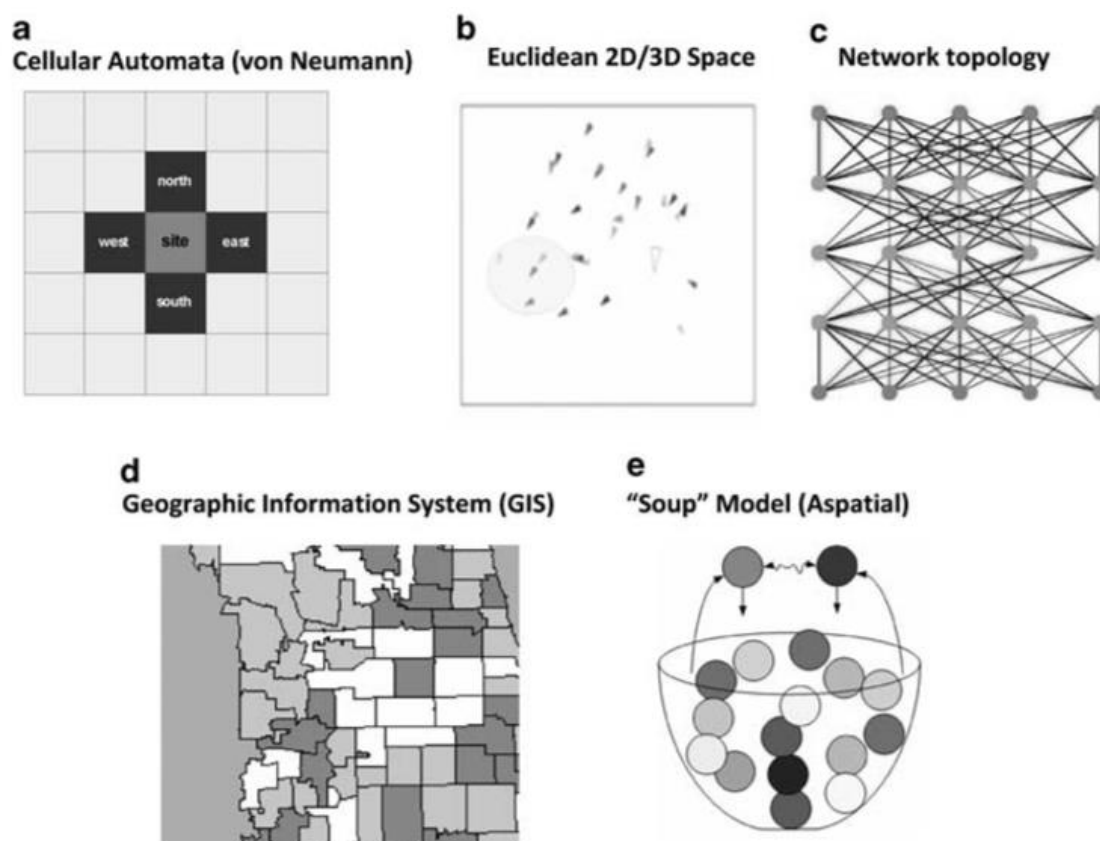 a
Cellular Automata (von Neumann)
north
west
site
east
south
b
Euclidean 2D/3D Space
c
Network topology
d
Geographic Information System (GIS)
e
“Soup” Model (Aspatial)